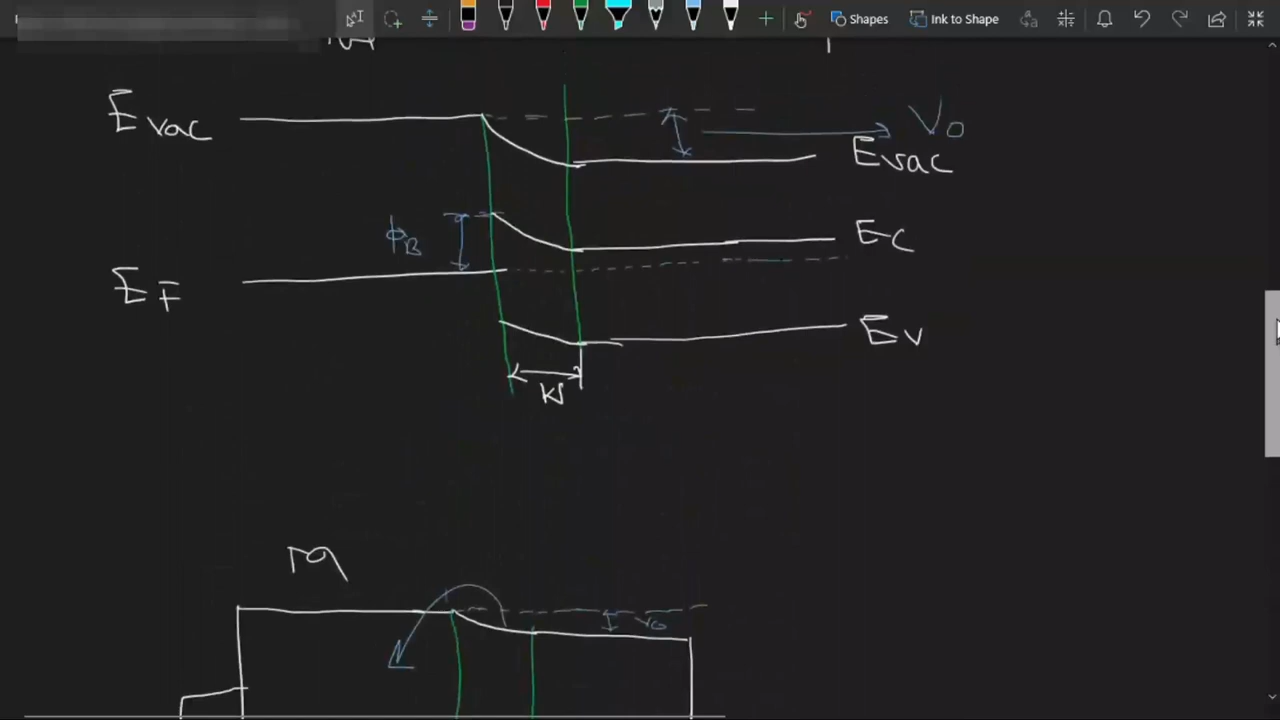 Shapes
Ink to Shape
Evac
V₀
Evac
ΦB
EC
EF
Ev
W
m
V₀